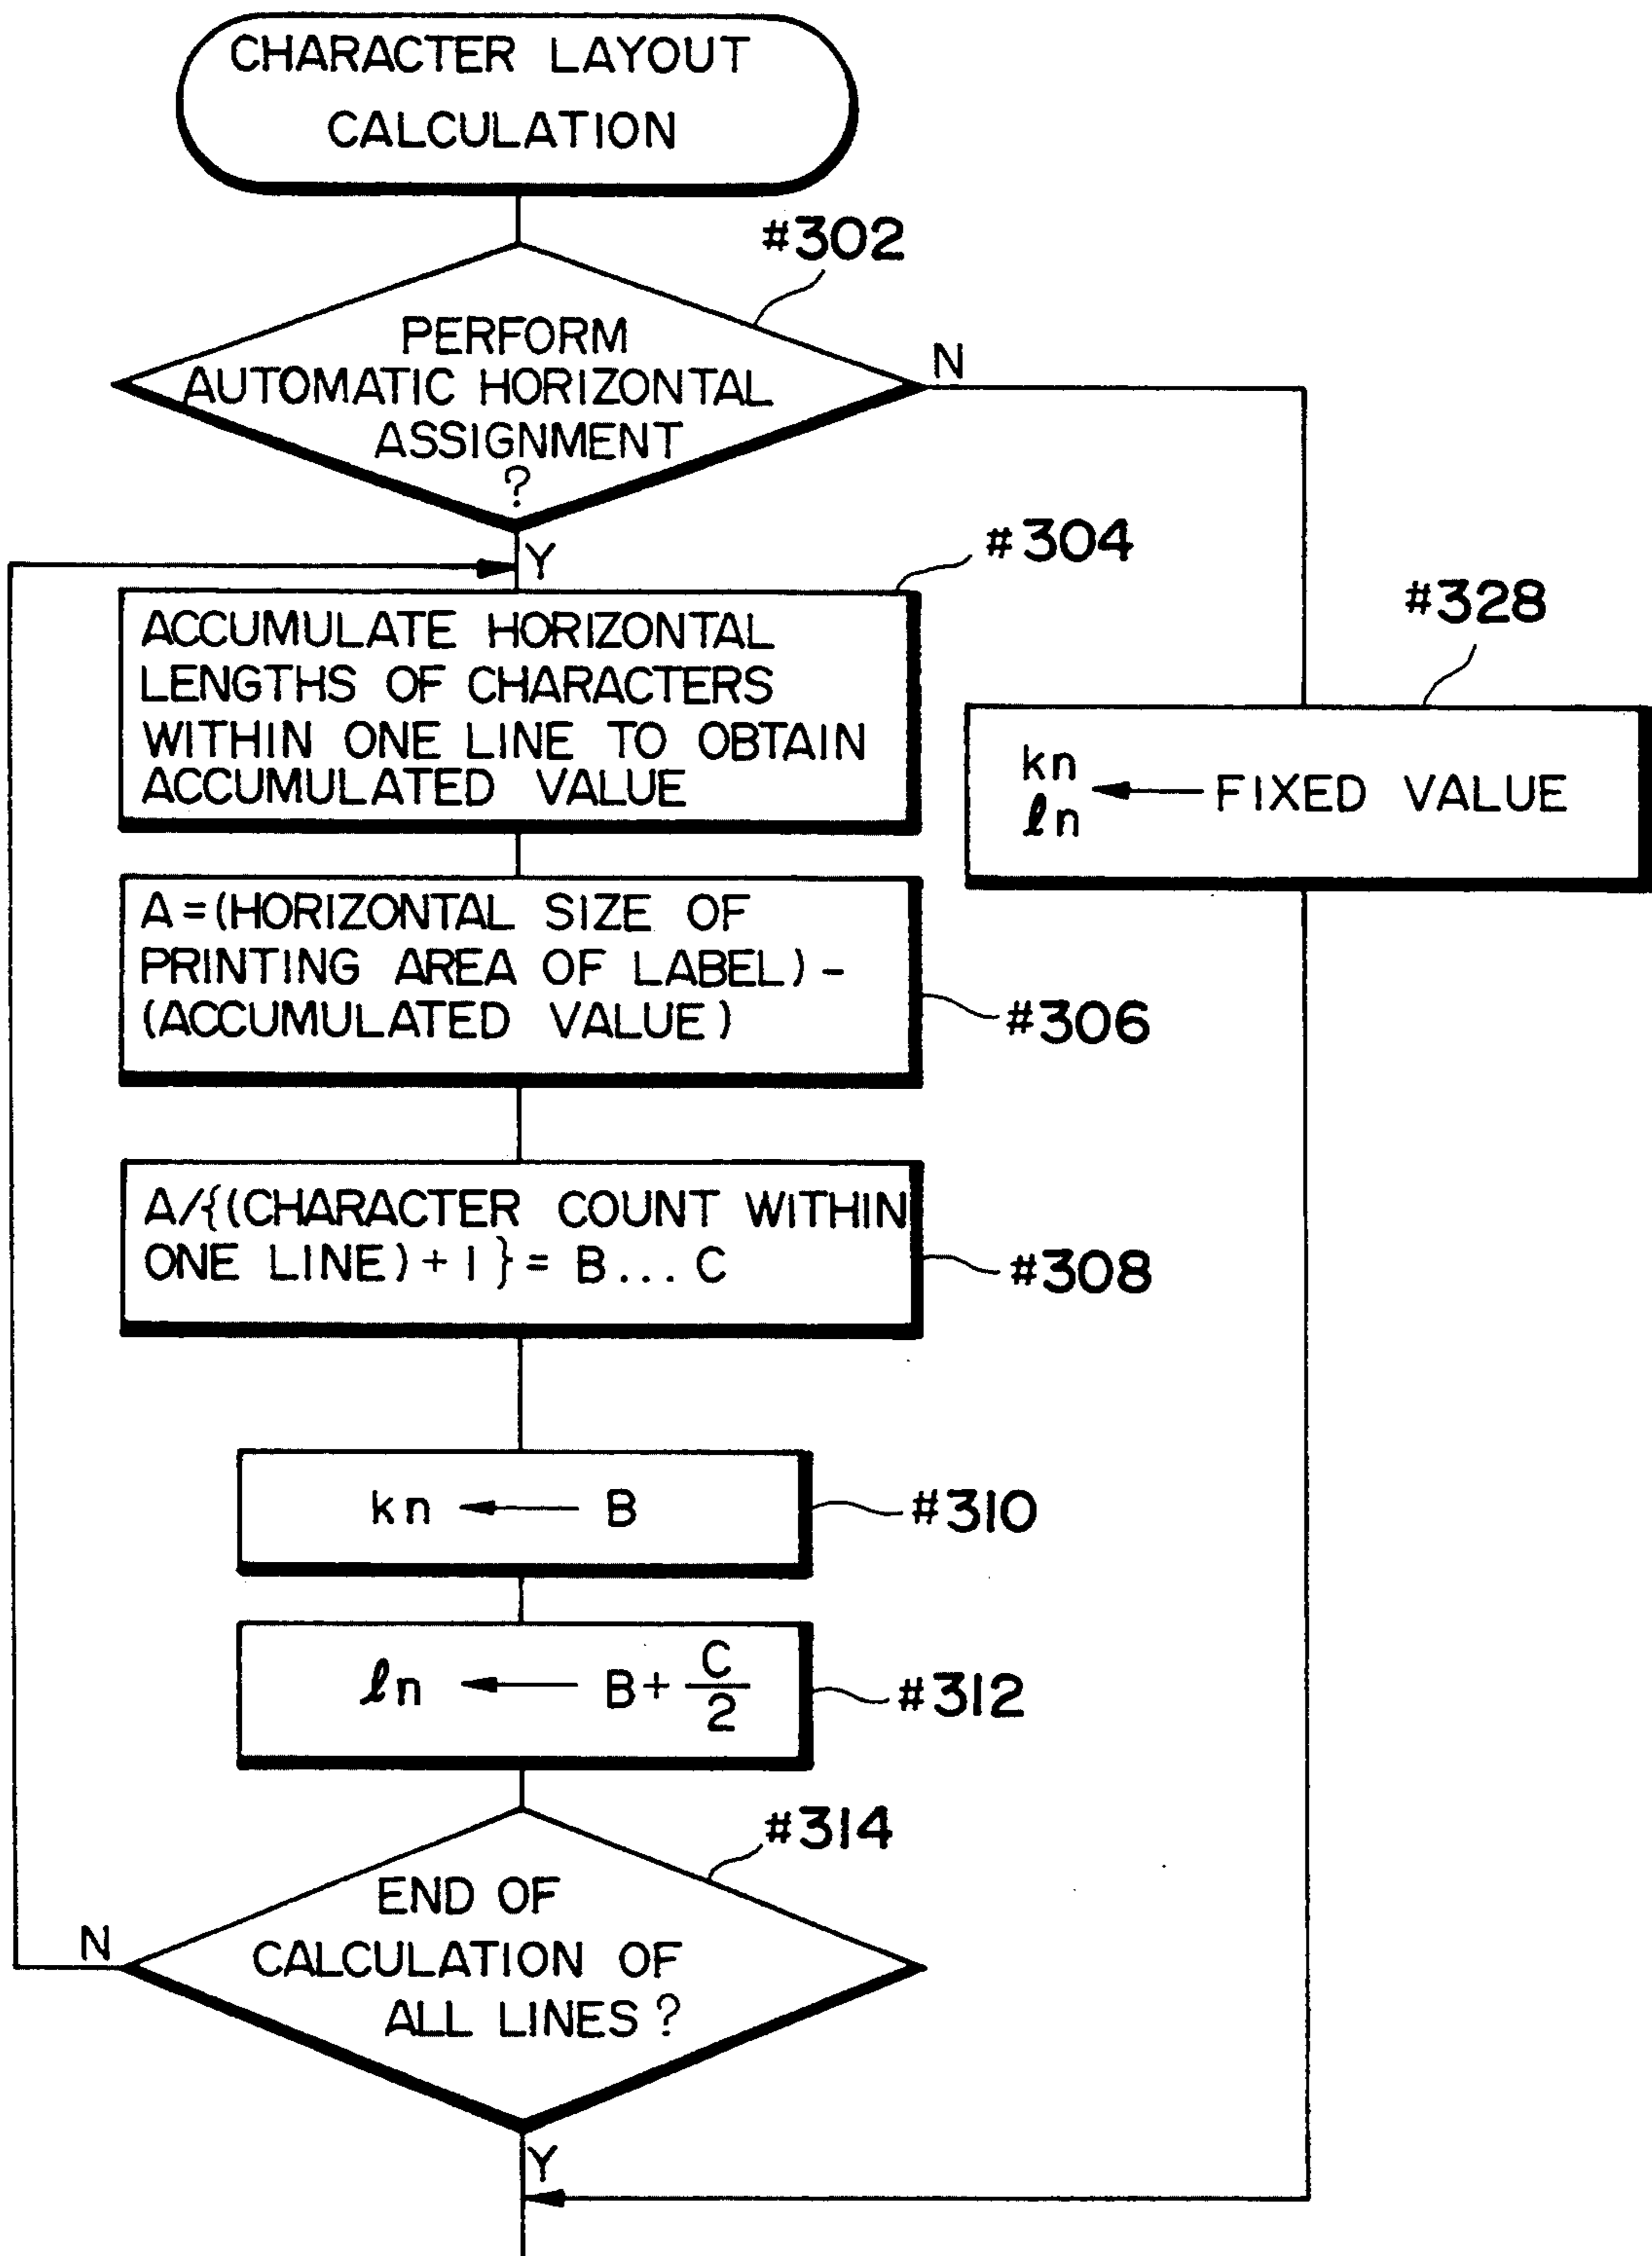 CHARACTER LAYOUT
CALCULATION
#302
PERFORM
AUTOMATIC HORIZONTAL
ASSIGNMENT
?
N
Y
#304
ACCUMULATE HORIZONTAL
LENGTHS OF CHARACTERS
WITHIN ONE LINE TO OBTAIN
ACCUMULATED VALUE
#328
kn
ℓn ← FIXED VALUE
A=(HORIZONTAL SIZE OF
PRINTING AREA OF LABEL)-
(ACCUMULATED VALUE)
#306
A/{(CHARACTER COUNT WITHIN
ONE LINE)+1}= B...C
#308
kn ← B
#310
ℓn ← B+C/2
#312
#314
END OF
CALCULATION OF
ALL LINES?
N
Y